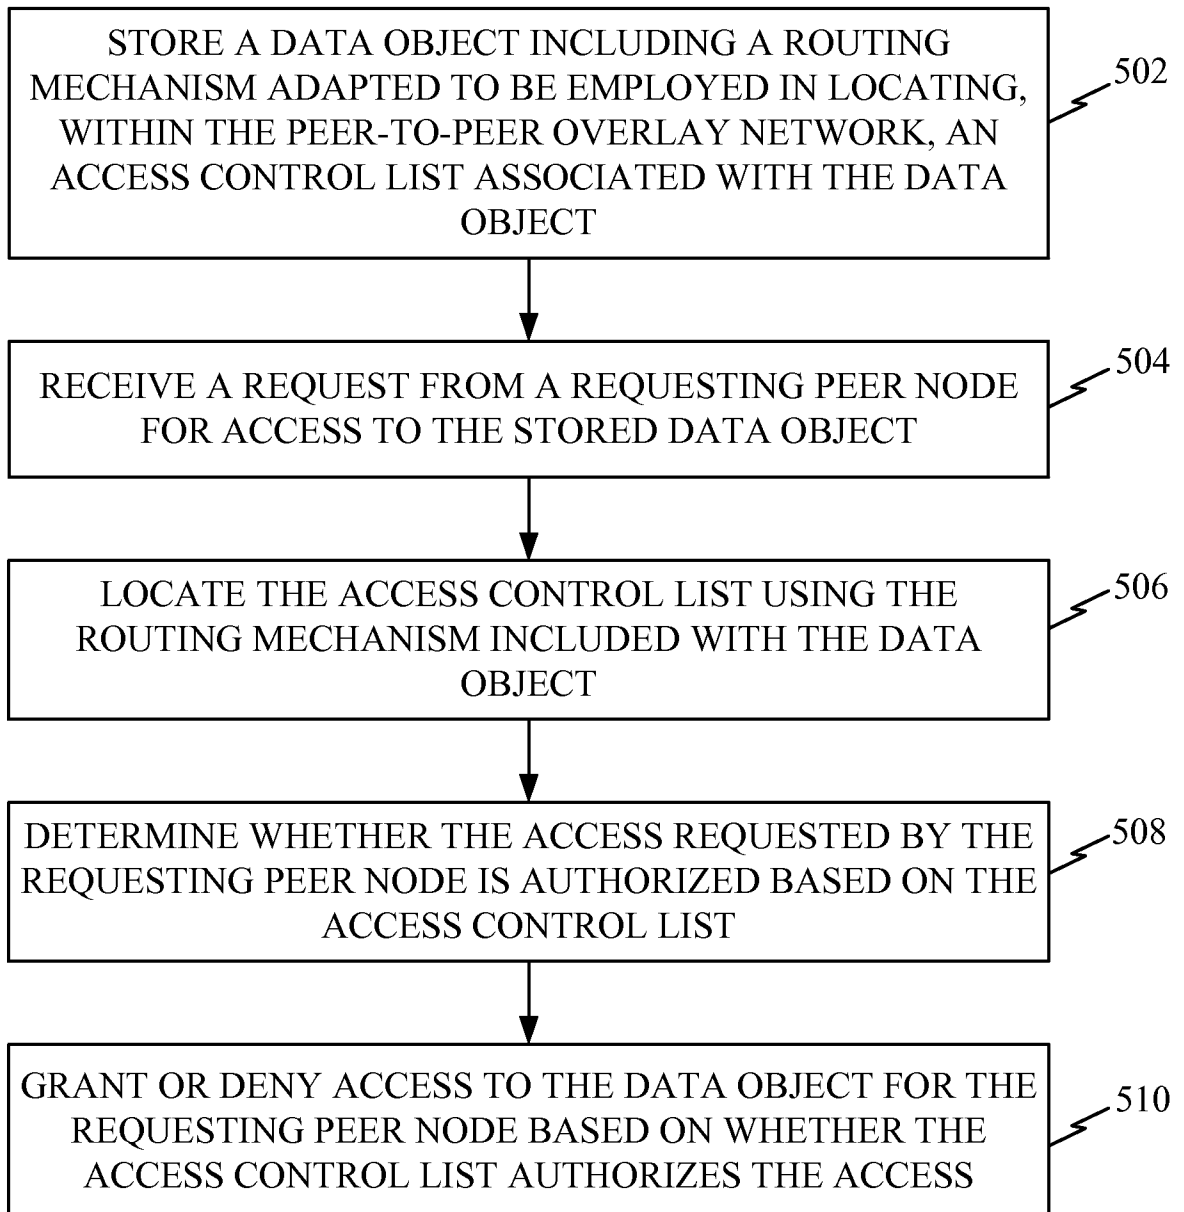 STORE A DATA OBJECT INCLUDING A ROUTING
MECHANISM ADAPTED TO BE EMPLOYED IN LOCATING,
WITHIN THE PEER-TO-PEER OVERLAY NETWORK, AN
ACCESS CONTROL LIST ASSOCIATED WITH THE DATA
OBJECT
502
RECEIVE A REQUEST FROM A REQUESTING PEER NODE
FOR ACCESS TO THE STORED DATA OBJECT
504
LOCATE THE ACCESS CONTROL LIST USING THE
ROUTING MECHANISM INCLUDED WITH THE DATA
OBJECT
506
DETERMINE WHETHER THE ACCESS REQUESTED BY THE
REQUESTING PEER NODE IS AUTHORIZED BASED ON THE
ACCESS CONTROL LIST
508
GRANT OR DENY ACCESS TO THE DATA OBJECT FOR THE
REQUESTING PEER NODE BASED ON WHETHER THE
ACCESS CONTROL LIST AUTHORIZES THE ACCESS
510